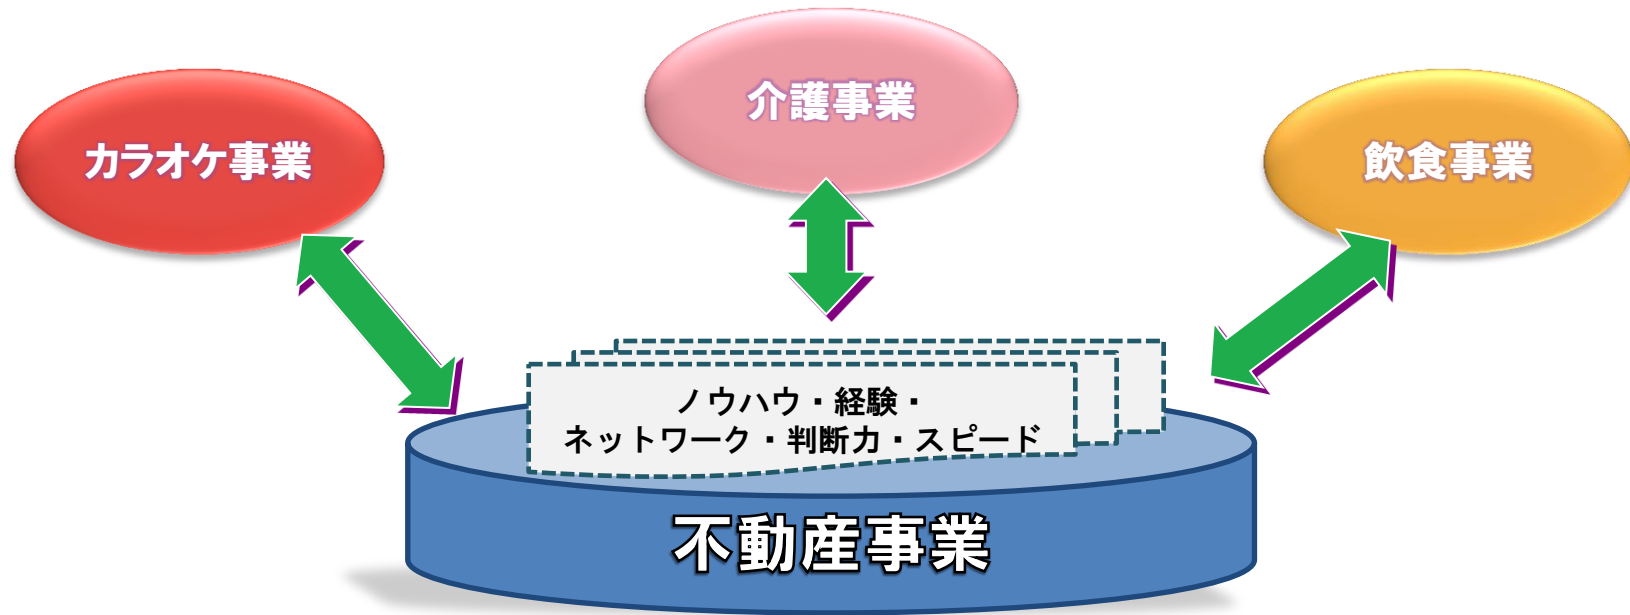 介護事業
カラオケ事業
飲食事業
ノウハウ・経験・
ネットワーク・判断力・スピード
不動産事業